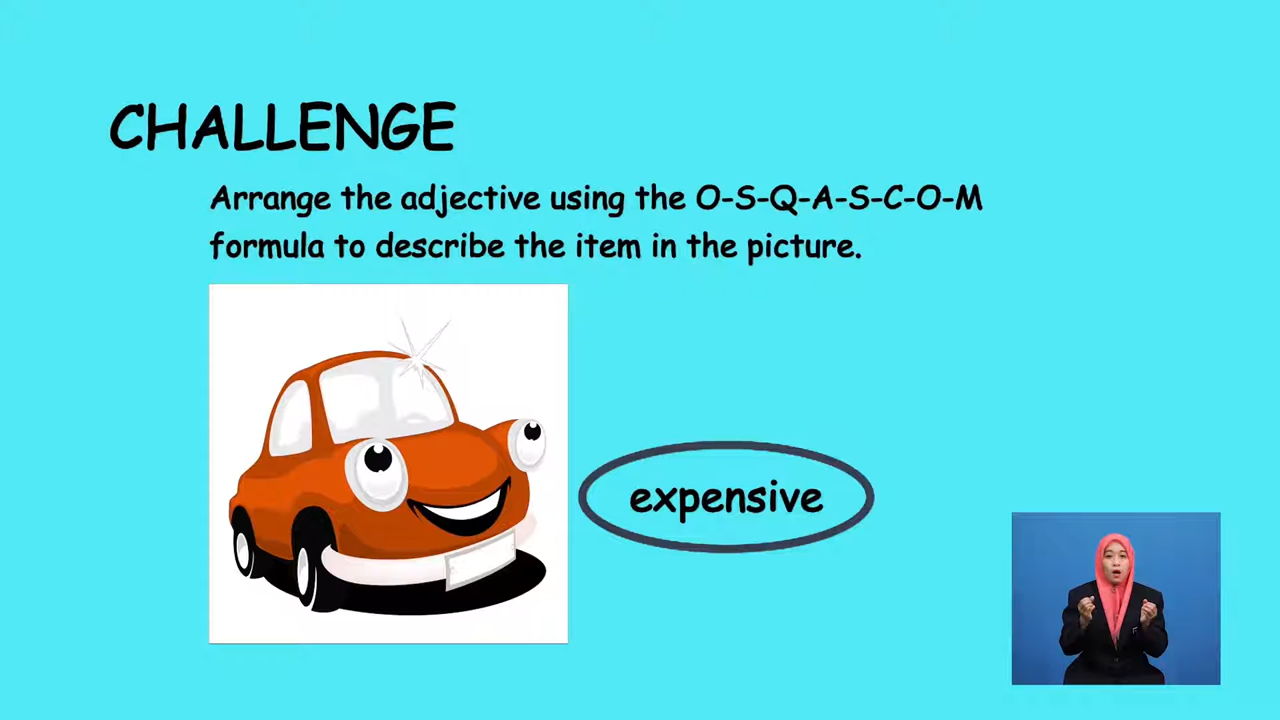 CHALLENGE
Arrange the adjective using the O-S-Q-A-S-C-O-M
formula to describe the item in the picture.
expensive